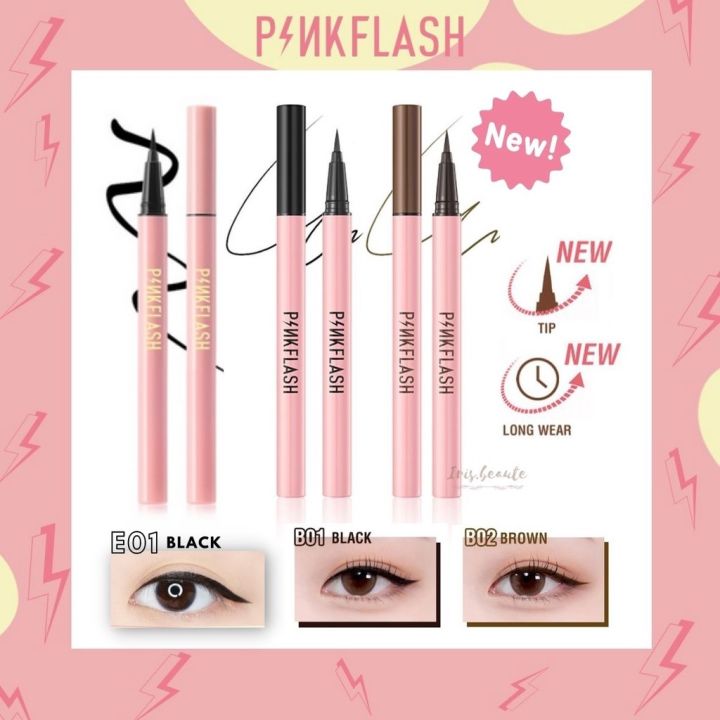 PINKFLASH
New!
PINKFLASH
PINKFLASH
PINKFLASH
PINKFLASH
PINKFLASH
PINKFLASH
NEW
TIP
NEW
LONG WEAR
Iris.beaute
E01 BLACK
B01 BLACK
B02 BROWN